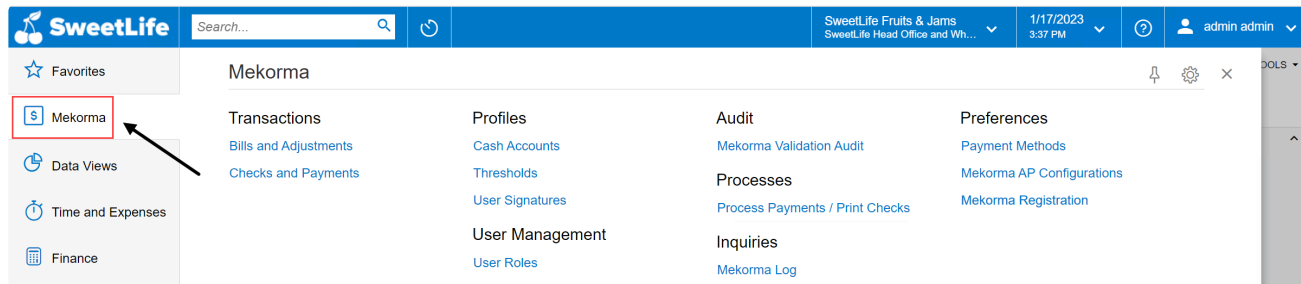 SweetLife
Search...
SweetLife Fruits & Jams
SweetLife Head Office and Wh...
1/17/2023
3:37 PM
admin admin
Favorites
Mekorma
Data Views
Time and Expenses
Finance
Mekorma
Transactions
Bills and Adjustments
Checks and Payments
Profiles
Cash Accounts
Thresholds
User Signatures
User Management
User Roles
Audit
Mekorma Validation Audit
Processes
Process Payments / Print Checks
Inquiries
Mekorma Log
Preferences
Payment Methods
Mekorma AP Configurations
Mekorma Registration